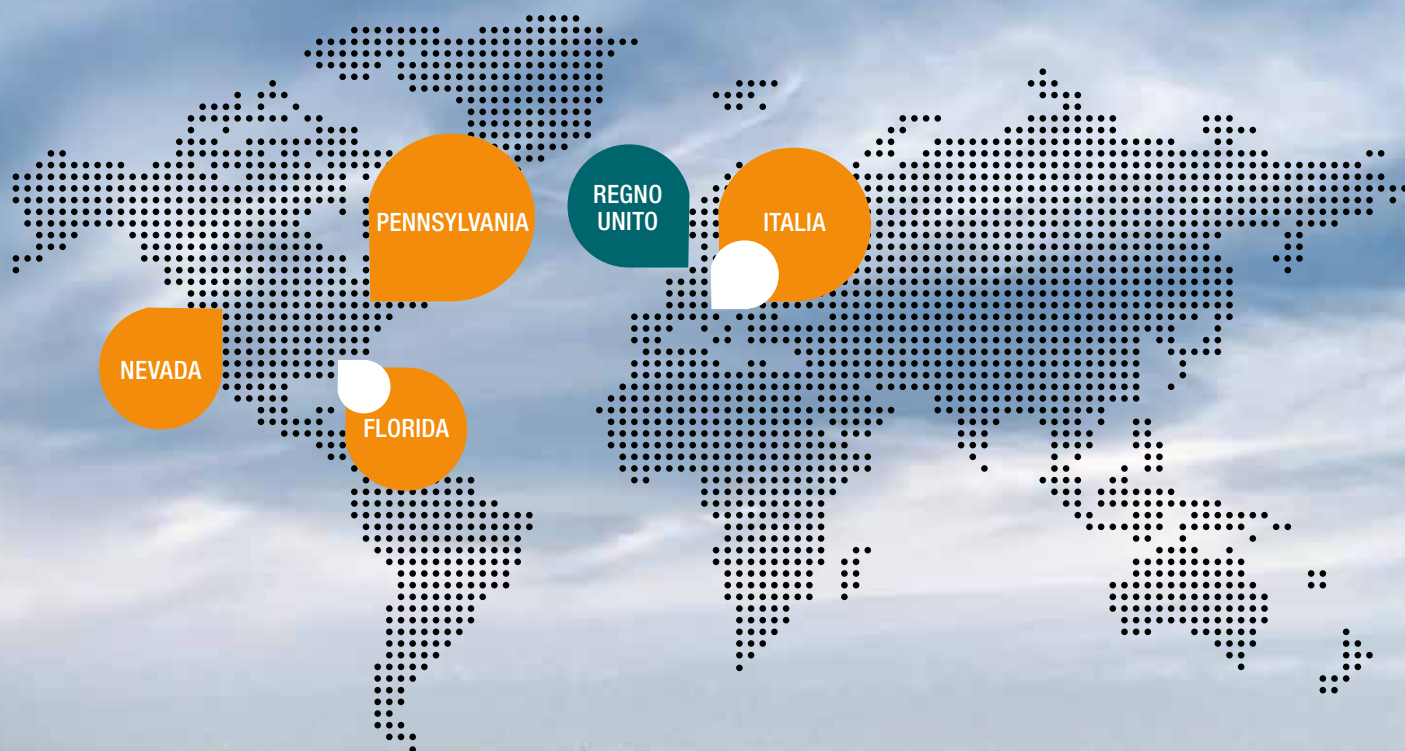 PENNSYLVANIA
REGNO
UNITO
ITALIA
NEVADA
FLORIDA